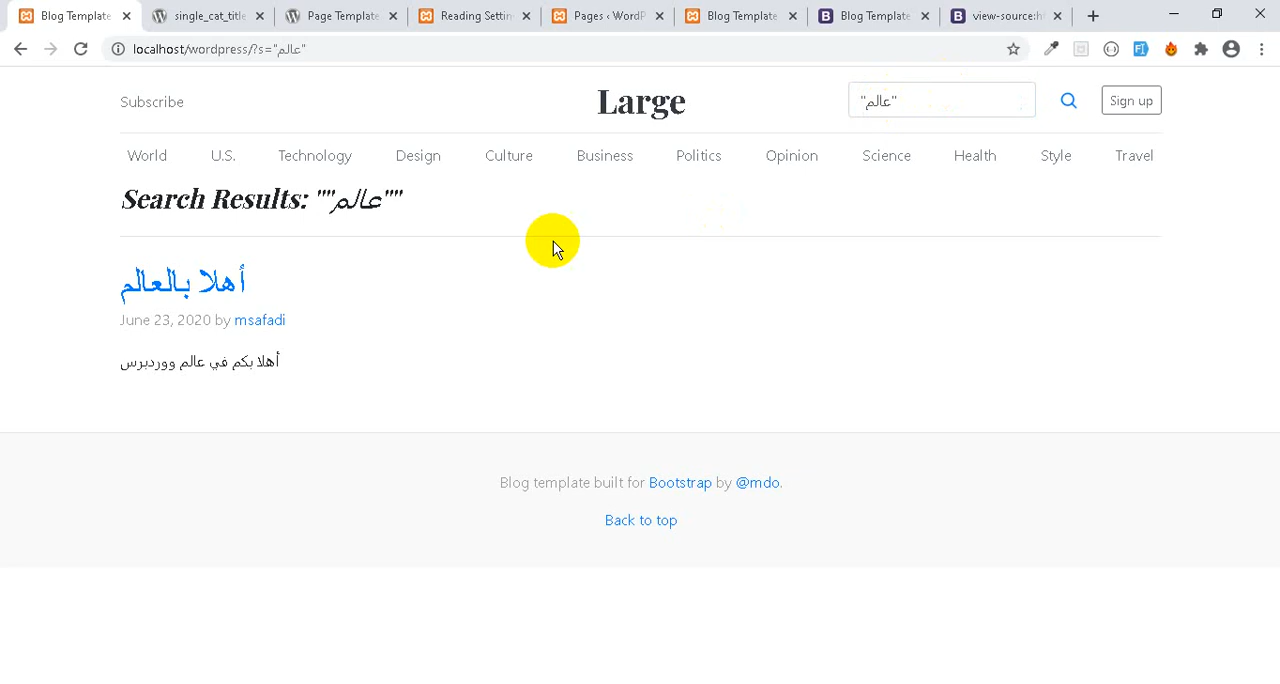 Blog Template
single_cat_title
Page Template
Reading Settin
Pages ‹ WordP
Blog Template
Blog Template
view-source:h
localhost/wordpress/?s="عالم"
Subscribe
Large
"عالم"
Sign up
World U.S. Technology Design Culture Business Politics Opinion Science Health Style Travel
Search Results: ""عالم""
أهلا بالعالم
June 23, 2020 by msafadi
أهلا بكم في عالم ووردبرس
Blog template built for Bootstrap by @mdo.
Back to top